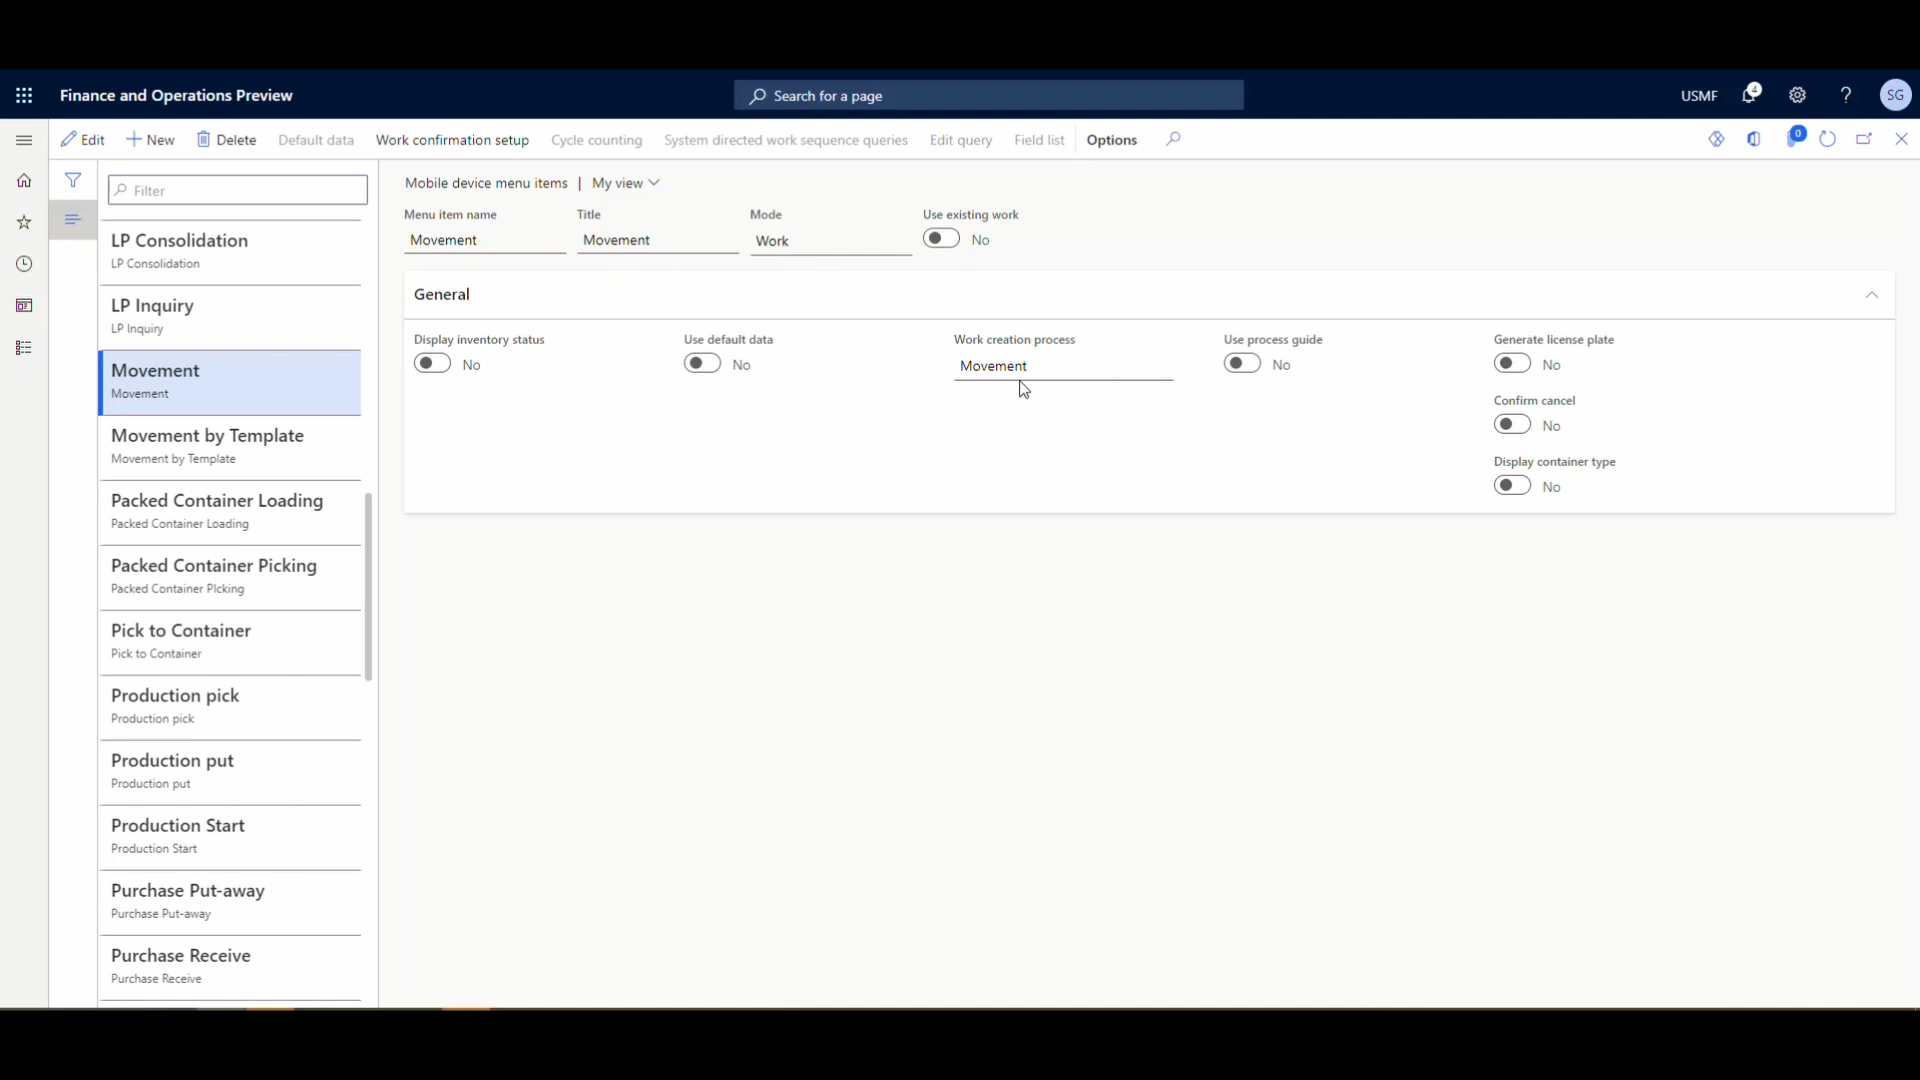 Finance and Operations Preview
Search for a page
USMF
4
?
SG
Edit
New
Delete
Default data
Work confirmation setup
Cycle counting
System directed work sequence queries
Edit query
Field list
Options
0
Filter
LP Consolidation
LP Consolidation
LP Inquiry
LP Inquiry
Movement
Movement
Movement by Template
Movement by Template
Packed Container Loading
Packed Container Loading
Packed Container Picking
Packed Container PIcking
Pick to Container
Pick to Container
Production pick
Production pick
Production put
Production put
Production Start
Production Start
Purchase Put-away
Purchase Put-away
Purchase Receive
Purchase Receive
Mobile device menu items | My view
Menu item name
Movement
Title
Movement
Mode
Work
Use existing work
No
General
Display inventory status
No
Use default data
No
Work creation process
Movement
Use process guide
No
Generate license plate
No
Confirm cancel
No
Display container type
No